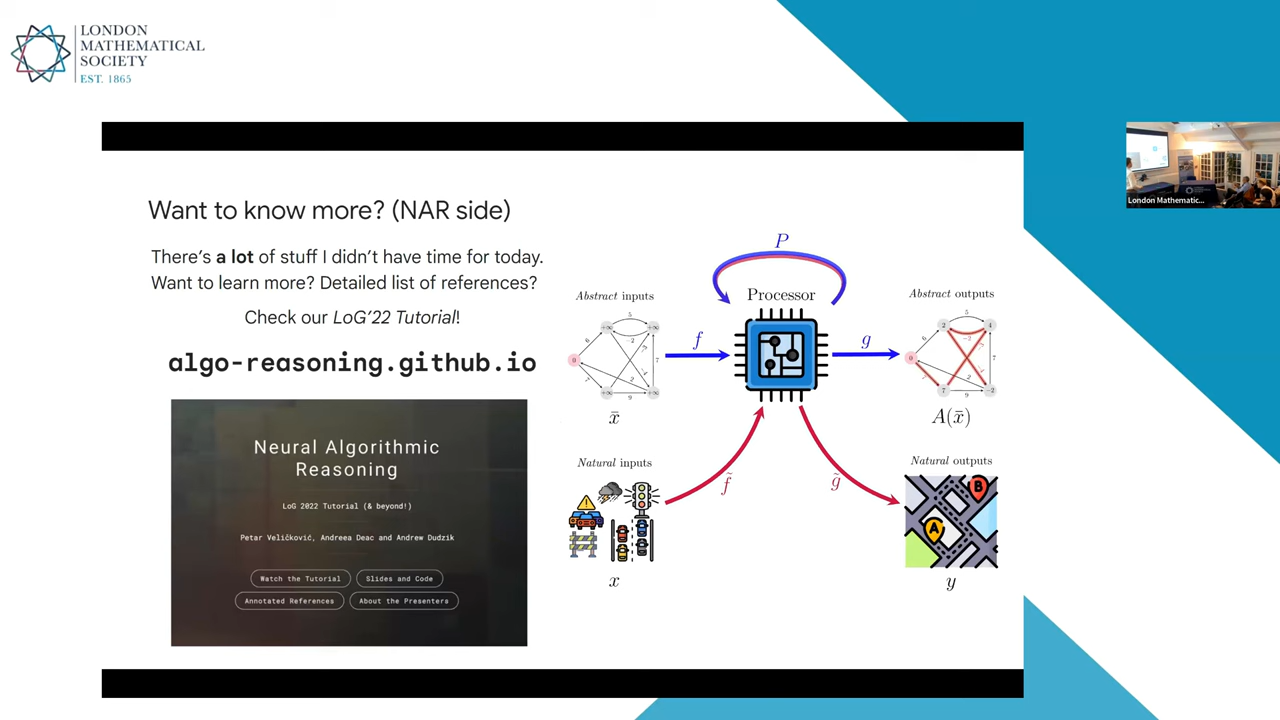 LONDON
MATHEMATICAL
SOCIETY
EST. 1865
London Mathematic...
Want to know more? (NAR side)
There's a lot of stuff I didn't have time for today.
Want to learn more? Detailed list of references?
Check our LoG'22 Tutorial!
algo-reasoning.github.io
Neural Algorithmic
Reasoning
LoG 2022 Tutorial (& beyond!)
Petar Veličković, Andreea Deac and Andrew Dudzik
Watch the Tutorial
Slides and Code
Annotated References
About the Presenters
P
Processor
Abstract inputs
f
g
Abstract outputs
x̄
A(x̄)
Natural inputs
f̃
g̃
Natural outputs
B
A
x
y